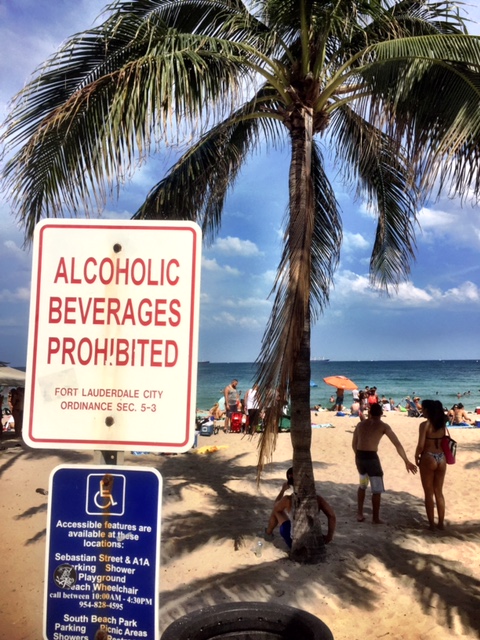 ALCOHOLIC
BEVERAGES
PROHIBITED
FORT LAUDERDALE CITY
ORDINANCE SEC. 5-3
Accessible features are
available at these
locations:
Sebastian Street & A1A
Parking Shower
Playground
Beach Wheelchair
call between 10:00AM - 4:30PM
954-828-4595
South Beach Park
Parking Picnic Areas
Showers